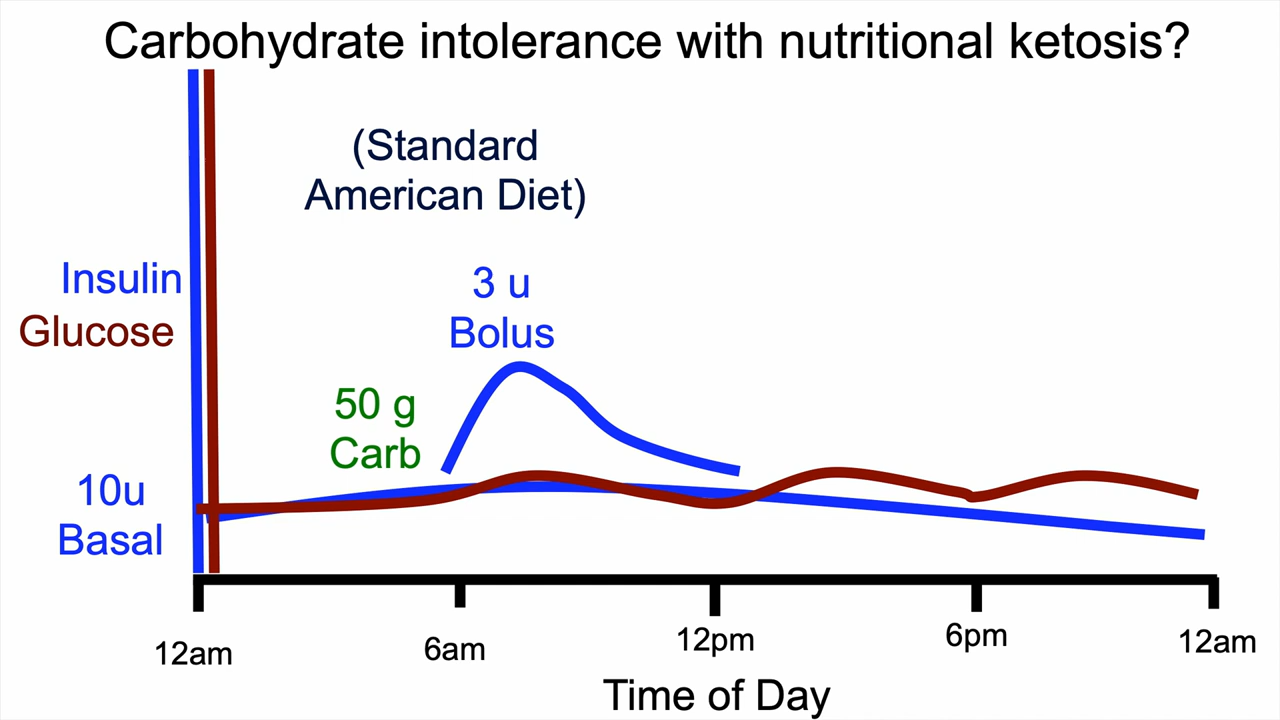 Carbohydrate intolerance with nutritional ketosis?
(Standard
American Diet)
Insulin
Glucose
3 u
Bolus
50 g
Carb
10u
Basal
12am
6am
12pm
6pm
12am
Time of Day